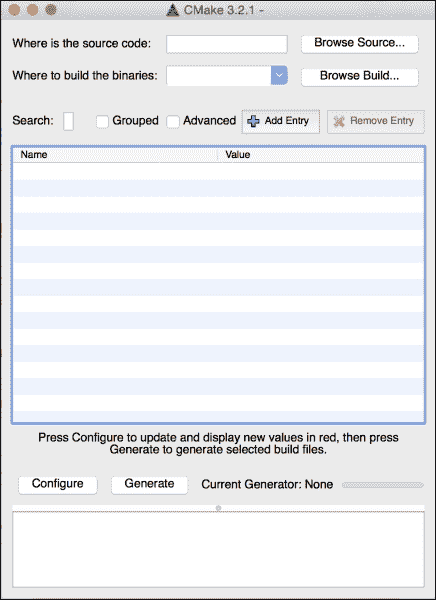 CMake 3.2.1 -
Where is the source code: Browse Source...
Where to build the binaries: Browse Build...
Search: Grouped Advanced Add Entry Remove Entry
Name Value
Press Configure to update and display new values in red, then press
Generate to generate selected build files.
Configure Generate Current Generator: None